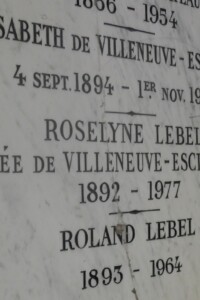 1866 - 1954
SABETH DE VILLENEUVE-ES
4 SEPT. 1894 - 1ER. NOV. 19
ROSELYNE LEBEL
ÉE DE VILLENEUVE-ESC
1892 - 1977
ROLAND LEBEL
1893 - 1964